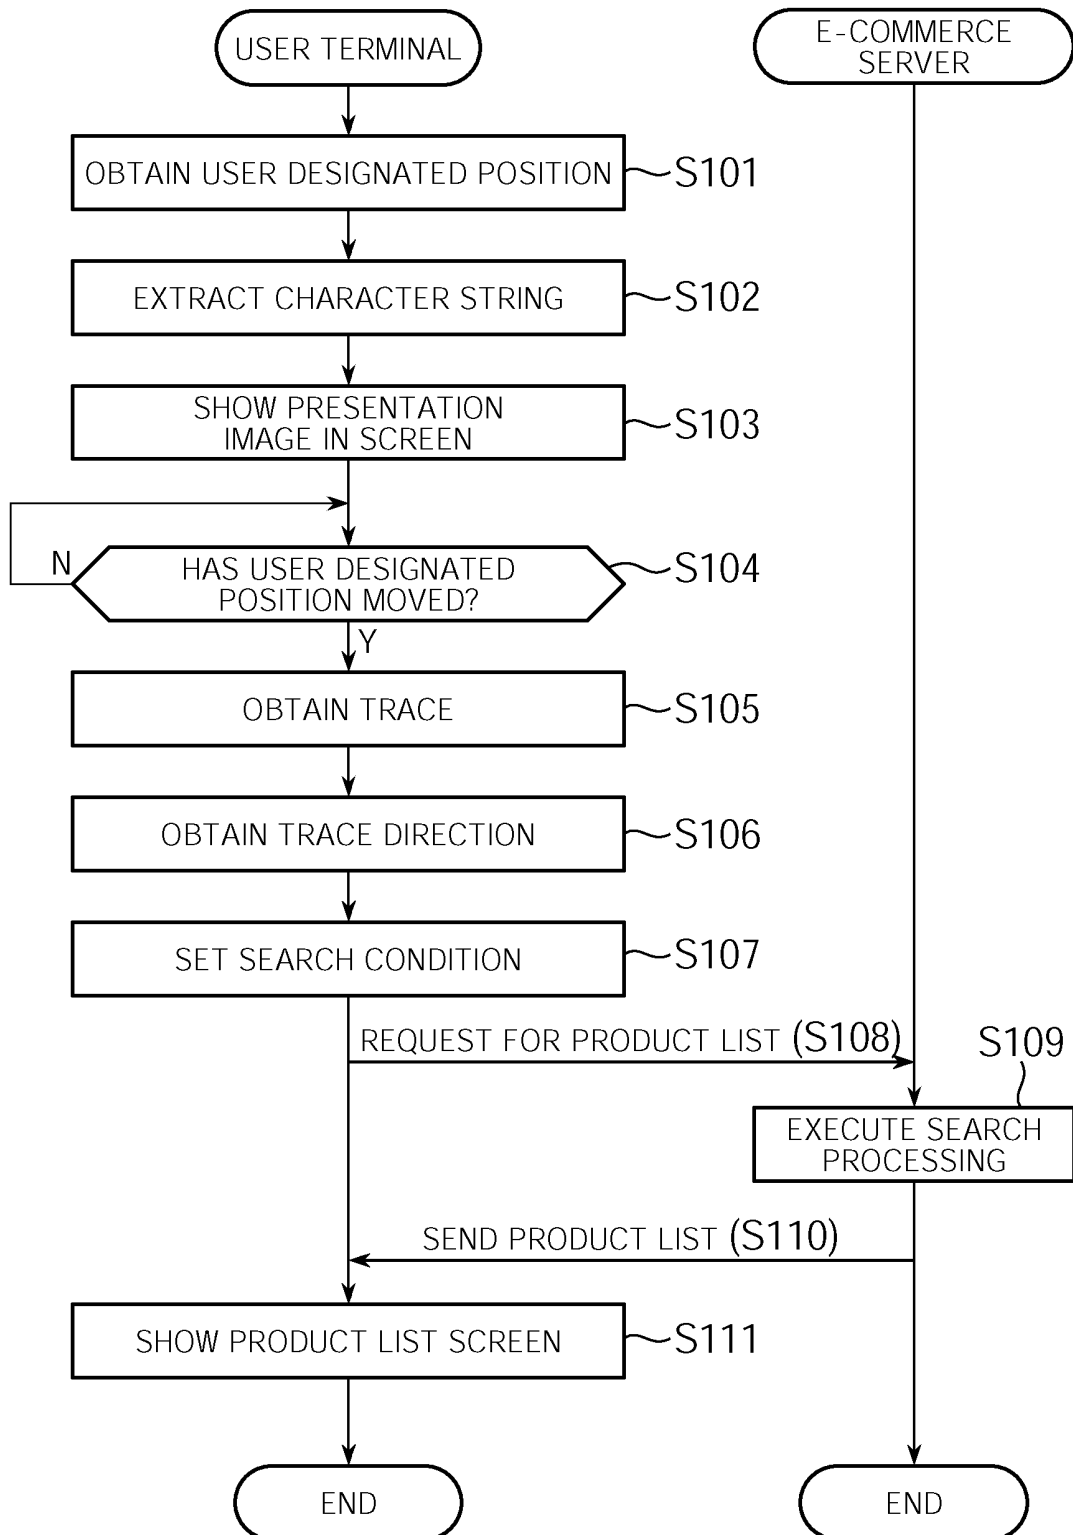 USER TERMINAL
E-COMMERCE
SERVER
OBTAIN USER DESIGNATED POSITION
S101
EXTRACT CHARACTER STRING
S102
SHOW PRESENTATION
IMAGE IN SCREEN
S103
N
HAS USER DESIGNATED
POSITION MOVED?
S104
Y
OBTAIN TRACE
S105
OBTAIN TRACE DIRECTION
S106
SET SEARCH CONDITION
S107
REQUEST FOR PRODUCT LIST (S108)
S109
EXECUTE SEARCH
PROCESSING
SEND PRODUCT LIST (S110)
SHOW PRODUCT LIST SCREEN
S111
END
END